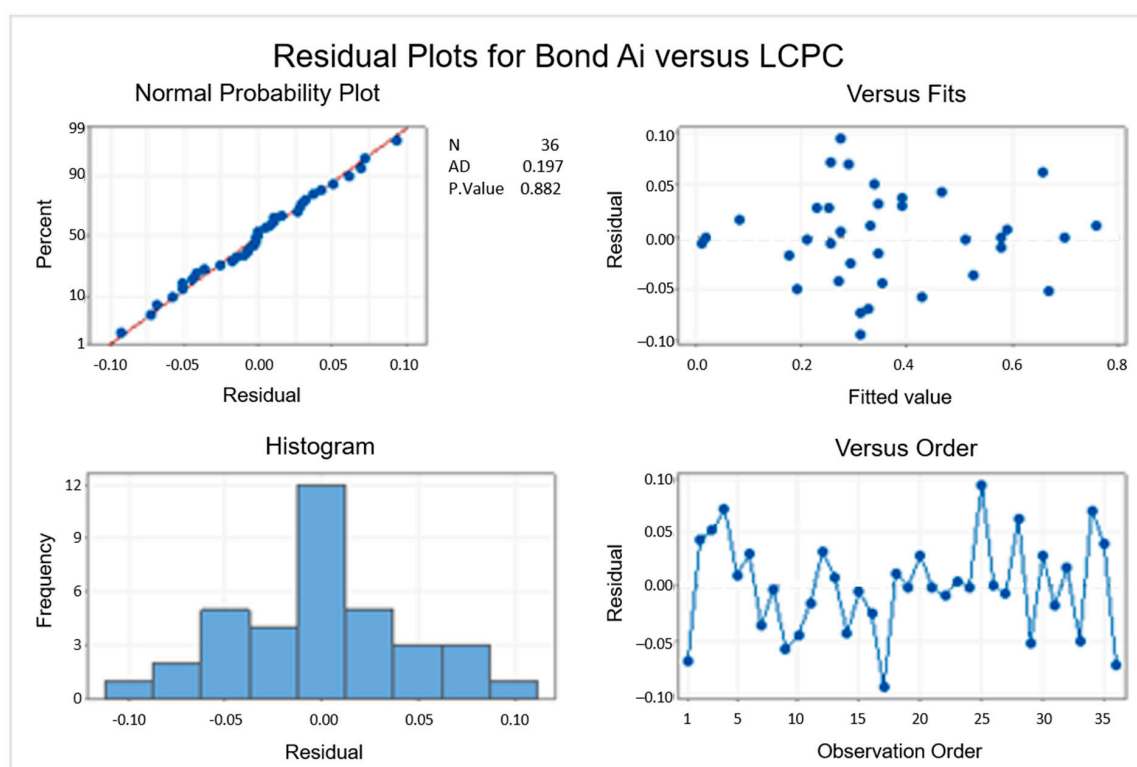 Residual Plots for Bond Ai versus LCPC
Normal Probability Plot
99
90
50
10
1
Percent
-0.10 -0.05 0.00 0.05 0.10
Residual
N 36
AD 0.197
P.Value 0.882
Versus Fits
0.10
0.05
0.00
−0.05
−0.10
Residual
0.0 0.2 0.4 0.6 0.8
Fitted value
Histogram
12
9
6
3
0
Frequency
-0.10 -0.05 0.00 0.05 0.10
Residual
Versus Order
0.10
0.05
0.00
−0.05
−0.10
Residual
1 5 10 15 20 25 30 35
Observation Order